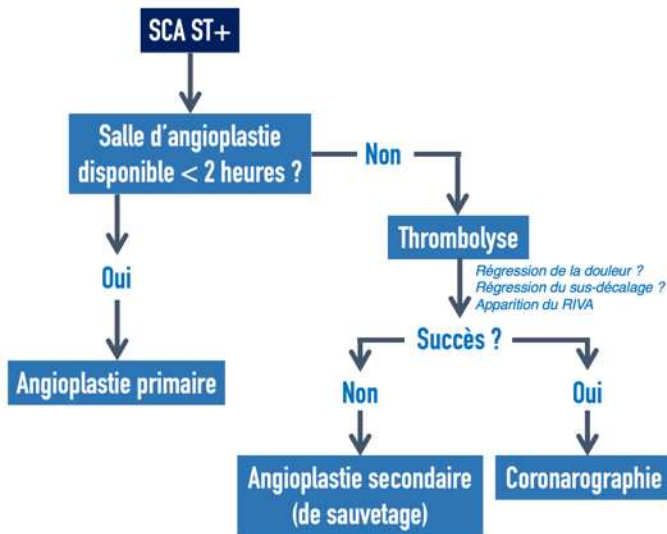 SCA ST+
Salle d'angioplastie
disponible < 2 heures ?
Non
Thrombolyse
Régression de la douleur ?
Régression du sus-décalage ?
Apparition du RIVA
Oui
Succès ?
Angioplastie primaire
Non
Oui
Angioplastie secondaire
(de sauvetage)
Coronarographie